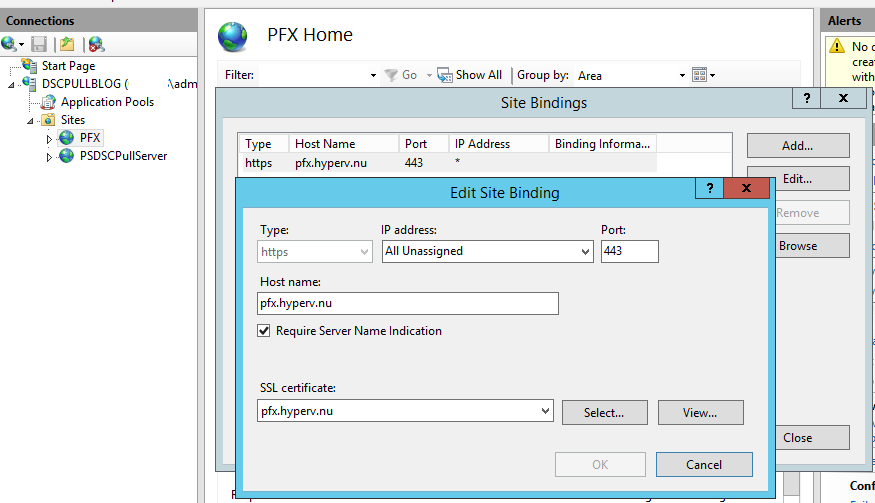 Connections
PFX Home
Alerts
Filter:
Go
Show All
Group by:
Area
Start Page
DSCPULLBLOG (
\adm
Application Pools
Sites
PFX
PSDSCPullServer
No
crea
with
bec
Site Bindings
?
X
Type
Host Name
Port
IP Address
Binding Informa...
https
pfx.hyperv.nu
443
*
Add...
Edit...
Remove
Browse
Close
Edit Site Binding
?
X
Type:
IP address:
Port:
https
All Unassigned
443
Host name:
pfx.hyperv.nu
Require Server Name Indication
SSL certificate:
pfx.hyperv.nu
Select...
View...
OK
Cancel
Conf